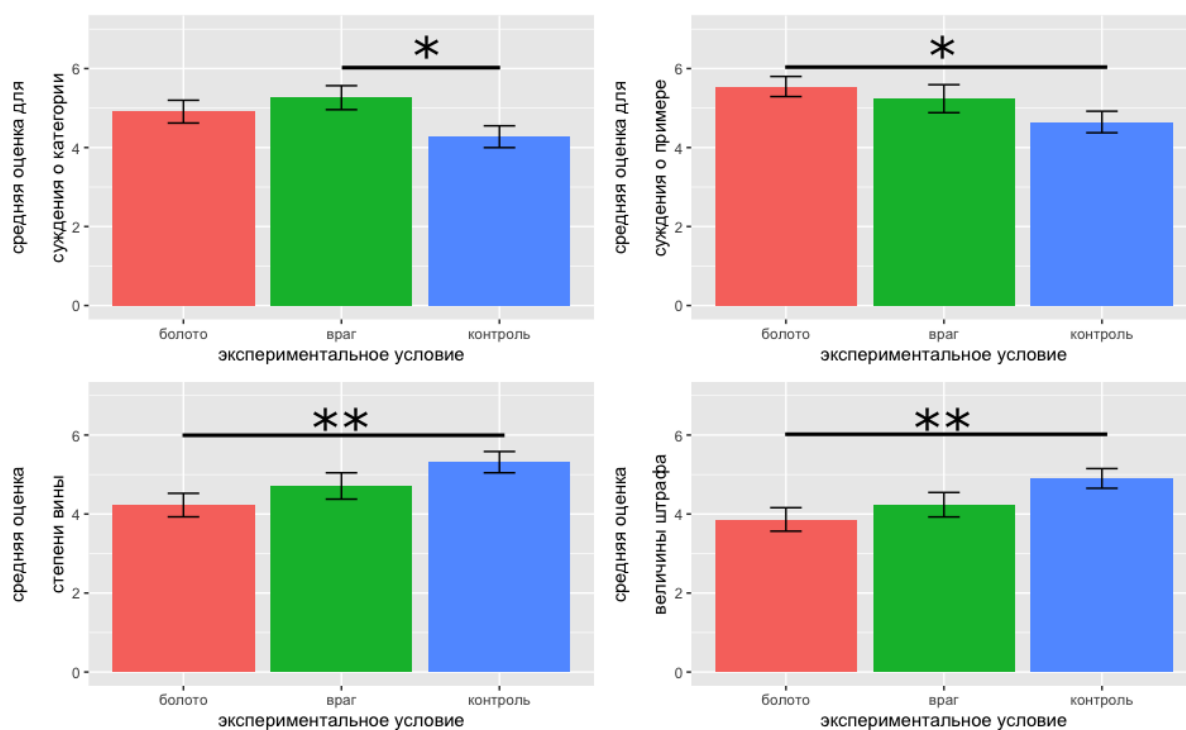 средняя оценка для
суждения о категории
6
4
2
0
*
болото враг контроль
экспериментальное условие
средняя оценка для
суждения о примере
6
4
2
0
*
болото враг контроль
экспериментальное условие
средняя оценка
степени вины
6
4
2
0
**
болото враг контроль
экспериментальное условие
средняя оценка
величины штрафа
6
4
2
0
**
болото враг контроль
экспериментальное условие